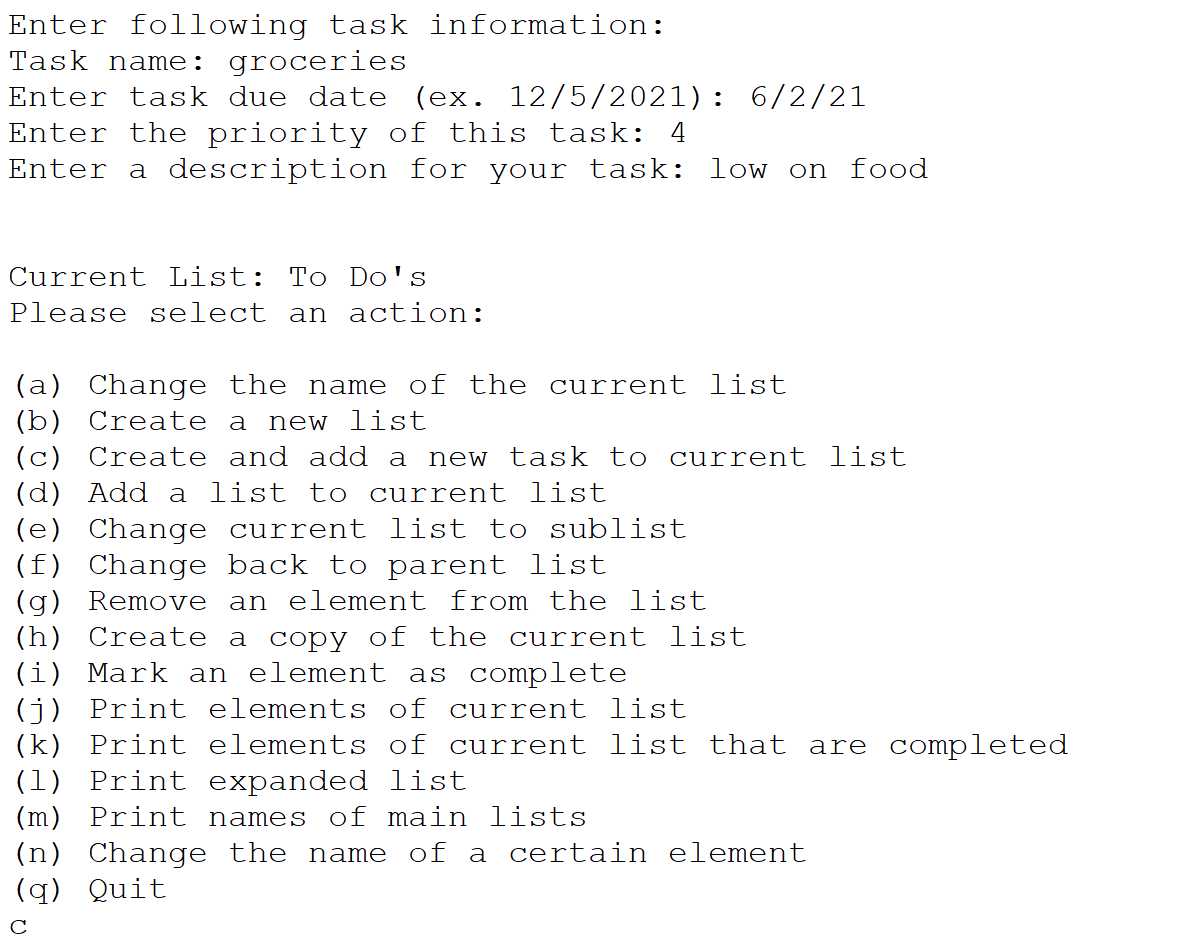 Enter following task information:
Task name: groceries
Enter task due date (ex. 12/5/2021): 6/2/21
Enter the priority of this task: 4
Enter a description for your task: low on food
Current List: To Do's
Please select an action:
(a) Change the name of the current list
(b) Create a new list
(c) Create and add a new task to current list
(d) Add a list to current list
(e) Change current list to sublist
(f) Change back to parent list
(g) Remove an element from the list
(h) Create a copy of the current list
(i) Mark an element as complete
(j) Print elements of current list
(k) Print elements of current list that are completed
(l) Print expanded list
(m) Print names of main lists
(n) Change the name of a certain element
(q) Quit
c